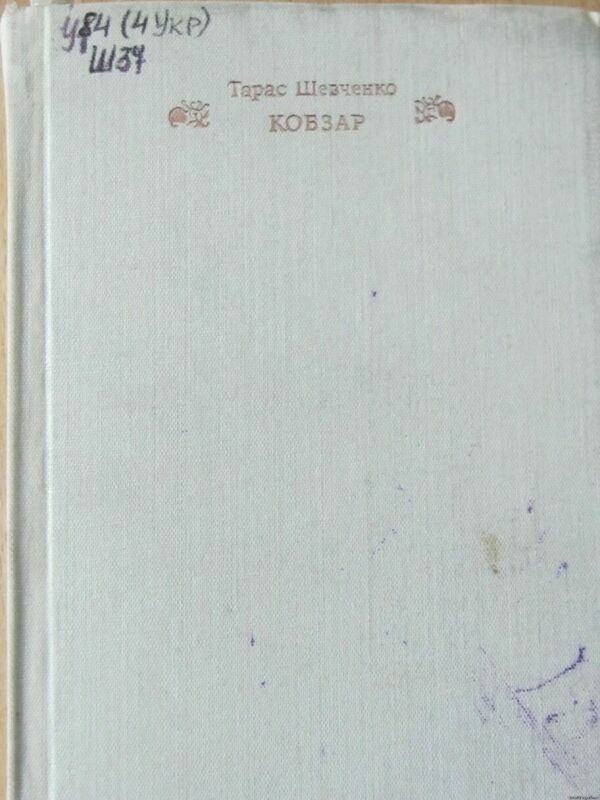 У84 (4Укр)
Ш37
Тарас Шевченко
КОБЗАР